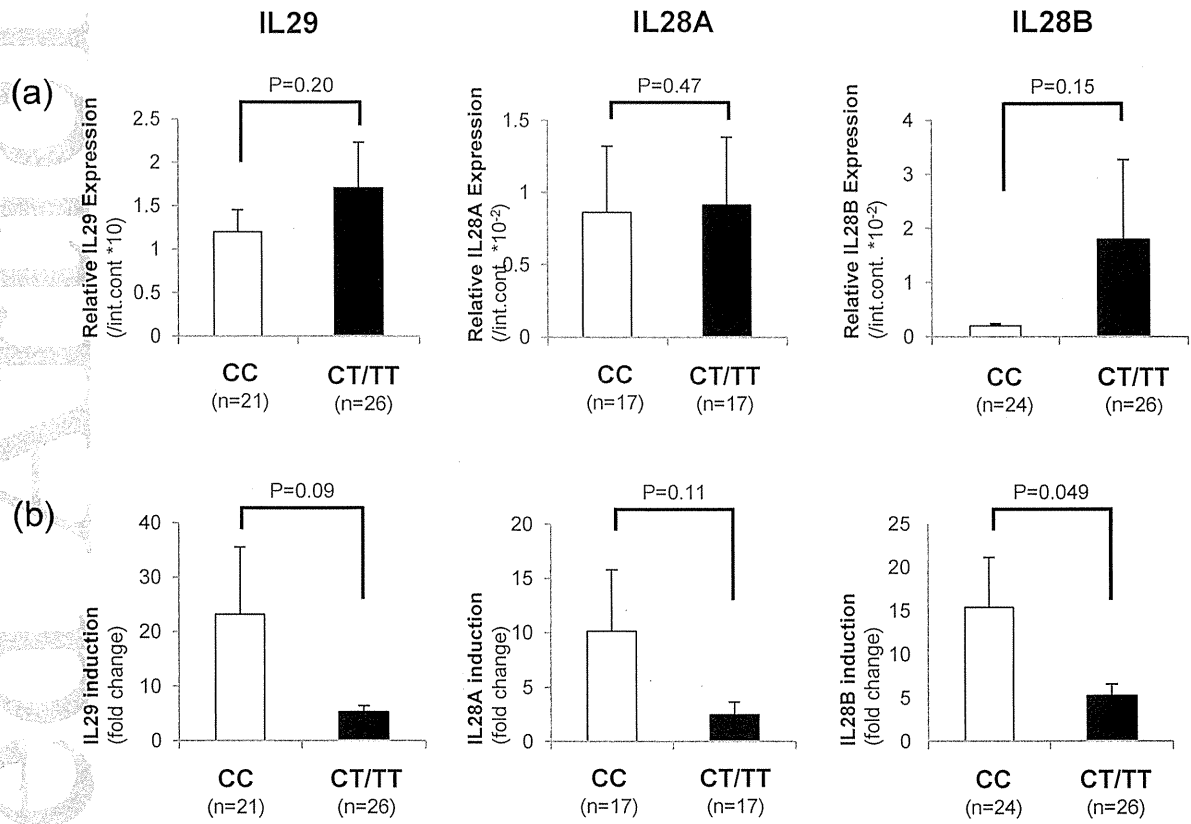 IL29 IL28A IL28B
(a)
P=0.20 P=0.47 P=0.15
Relative IL29 Expression
(/int.cont *10)
2.5
2
1.5
1
0.5
0
CC CT/TT
(n=21) (n=26)
Relative IL28A Expression
(/int.cont. *10-2)
1.5
1
0.5
0
CC CT/TT
(n=17) (n=17)
Relative IL28B Expression
(/int.cont. *10-2)
4
3
2
1
0
CC CT/TT
(n=24) (n=26)
(b)
P=0.09 P=0.11 P=0.049
IL29 induction
(fold change)
40
30
20
10
0
CC CT/TT
(n=21) (n=26)
IL28A induction
(fold change)
20
15
10
5
0
CC CT/TT
(n=17) (n=17)
IL28B induction
(fold change)
25
20
15
10
5
0
CC CT/TT
(n=24) (n=26)